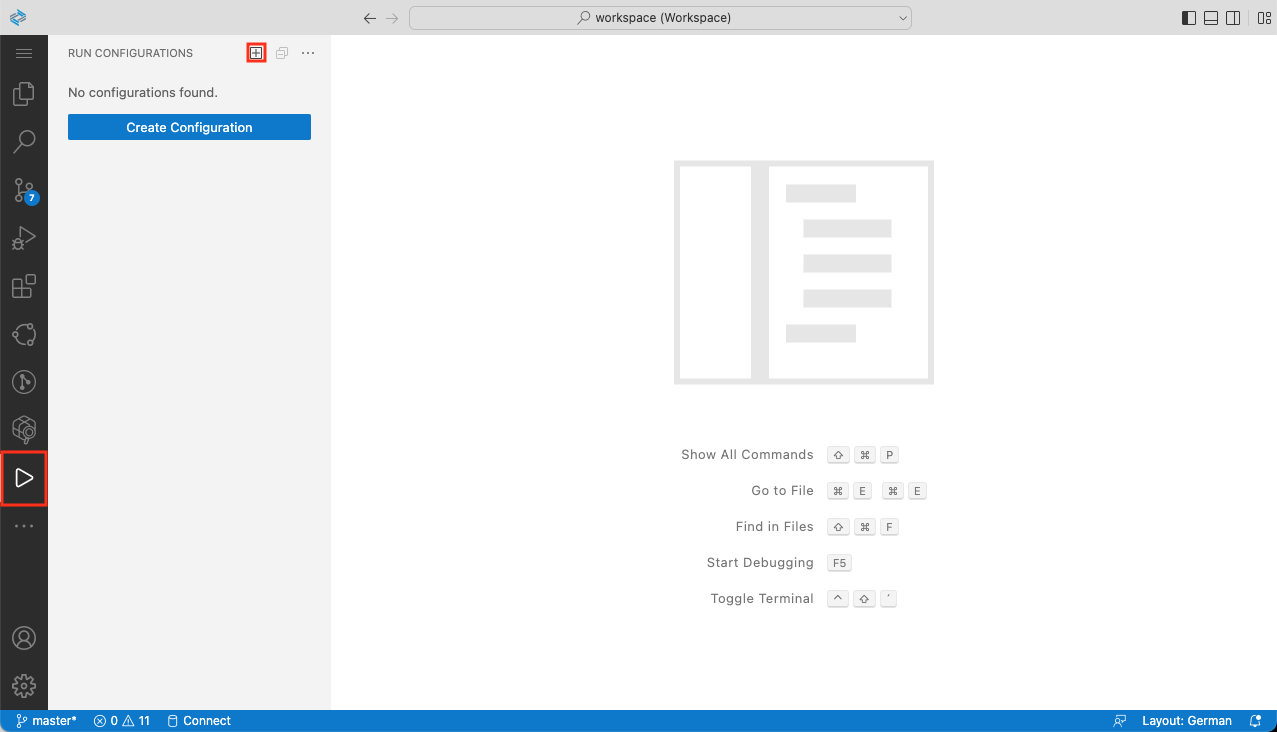 workspace (Workspace)
RUN CONFIGURATIONS
No configurations found.
Create Configuration
7
Show All Commands ⇧ ⌘ P
Go to File ⌘ E ⌘ E
Find in Files ⇧ ⌘ F
Start Debugging F5
Toggle Terminal ^ ⇧ ′
master* 0 11 Connect Layout: German